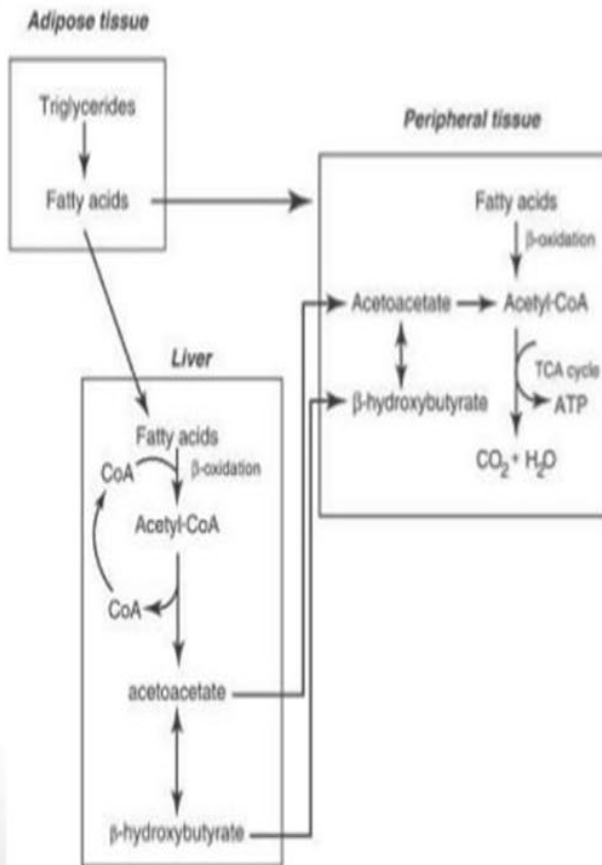 Adipose tissue
Triglycerides
Fatty acids
Peripheral tissue
Fatty acids
β-oxidation
Acetoacetate
Acetyl-CoA
TCA cycle
β-hydroxybutyrate
ATP
CO₂ + H₂O
Liver
Fatty acids
CoA
β-oxidation
Acetyl-CoA
CoA
acetoacetate
β-hydroxybutyrate